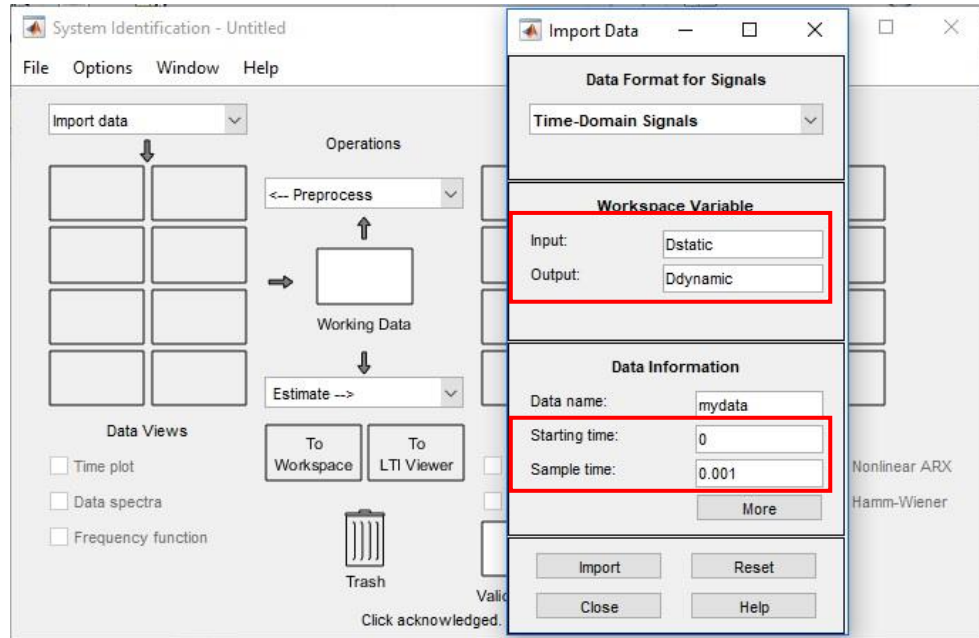 System Identification - Untitled
File Options Window Help
Import data
Operations
<-- Preprocess
Working Data
Estimate -->
Data Views
Time plot
Data spectra
Frequency function
To Workspace
To LTI Viewer
Trash
Click acknowledged.
Nonlinear ARX
Hamm-Wiener
Import Data
Data Format for Signals
Time-Domain Signals
Workspace Variable
Input: Dstatic
Output: Ddynamic
Data Information
Data name: mydata
Starting time: 0
Sample time: 0.001
More
Import Reset
Close Help